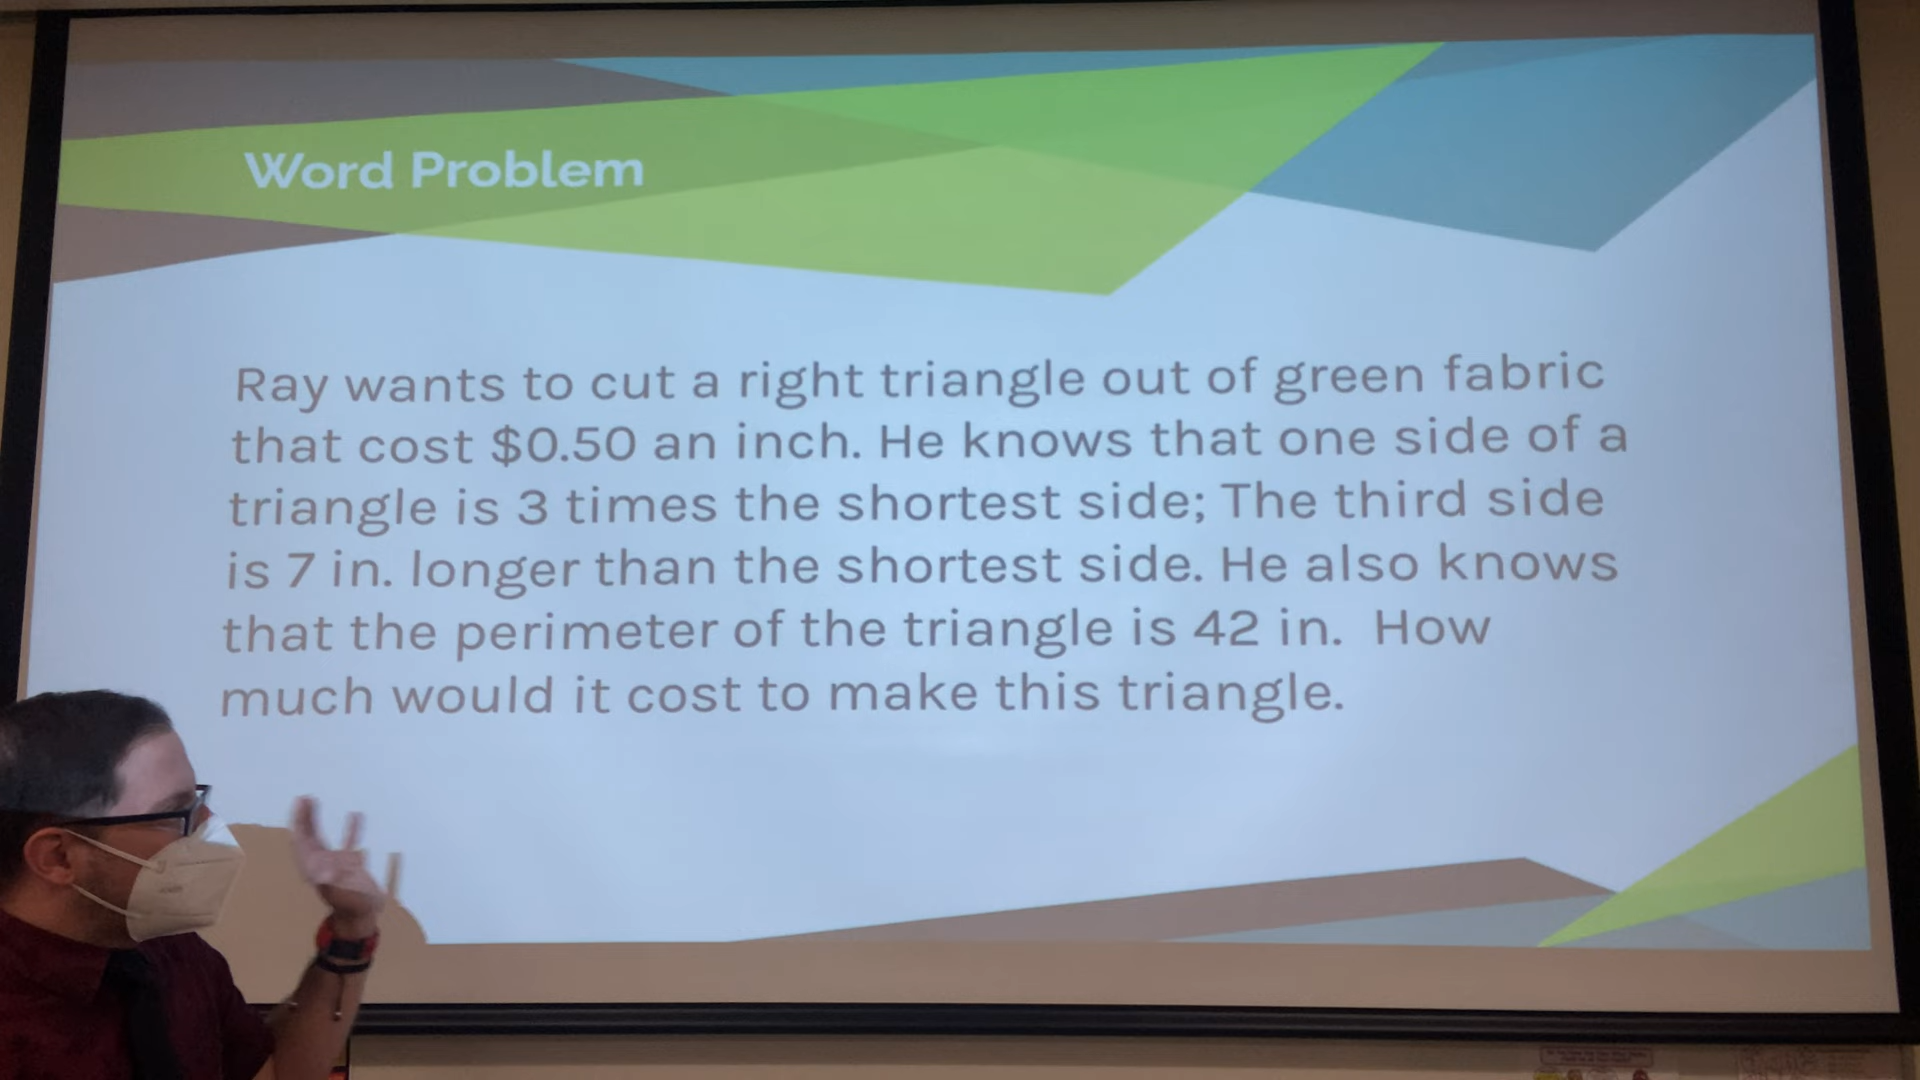 Word Problem
Ray wants to cut a right triangle out of green fabric
that cost $0.50 an inch. He knows that one side of a
triangle is 3 times the shortest side; The third side
is 7 in. longer than the shortest side. He also knows
that the perimeter of the triangle is 42 in. How
much would it cost to make this triangle.